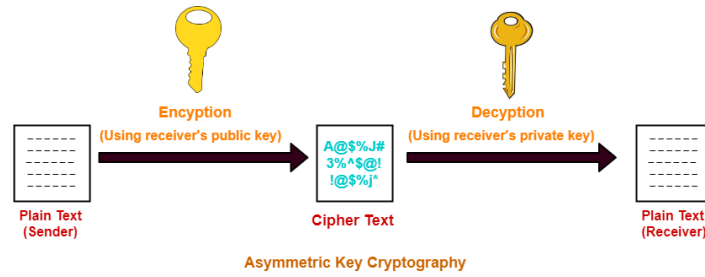 Encyption
(Using receiver's public key)
Decyption
(Using receiver's private key)
A@$%J#
3%^$@!
!@$%j*
Plain Text
(Sender)
Cipher Text
Plain Text
(Receiver)
Asymmetric Key Cryptography